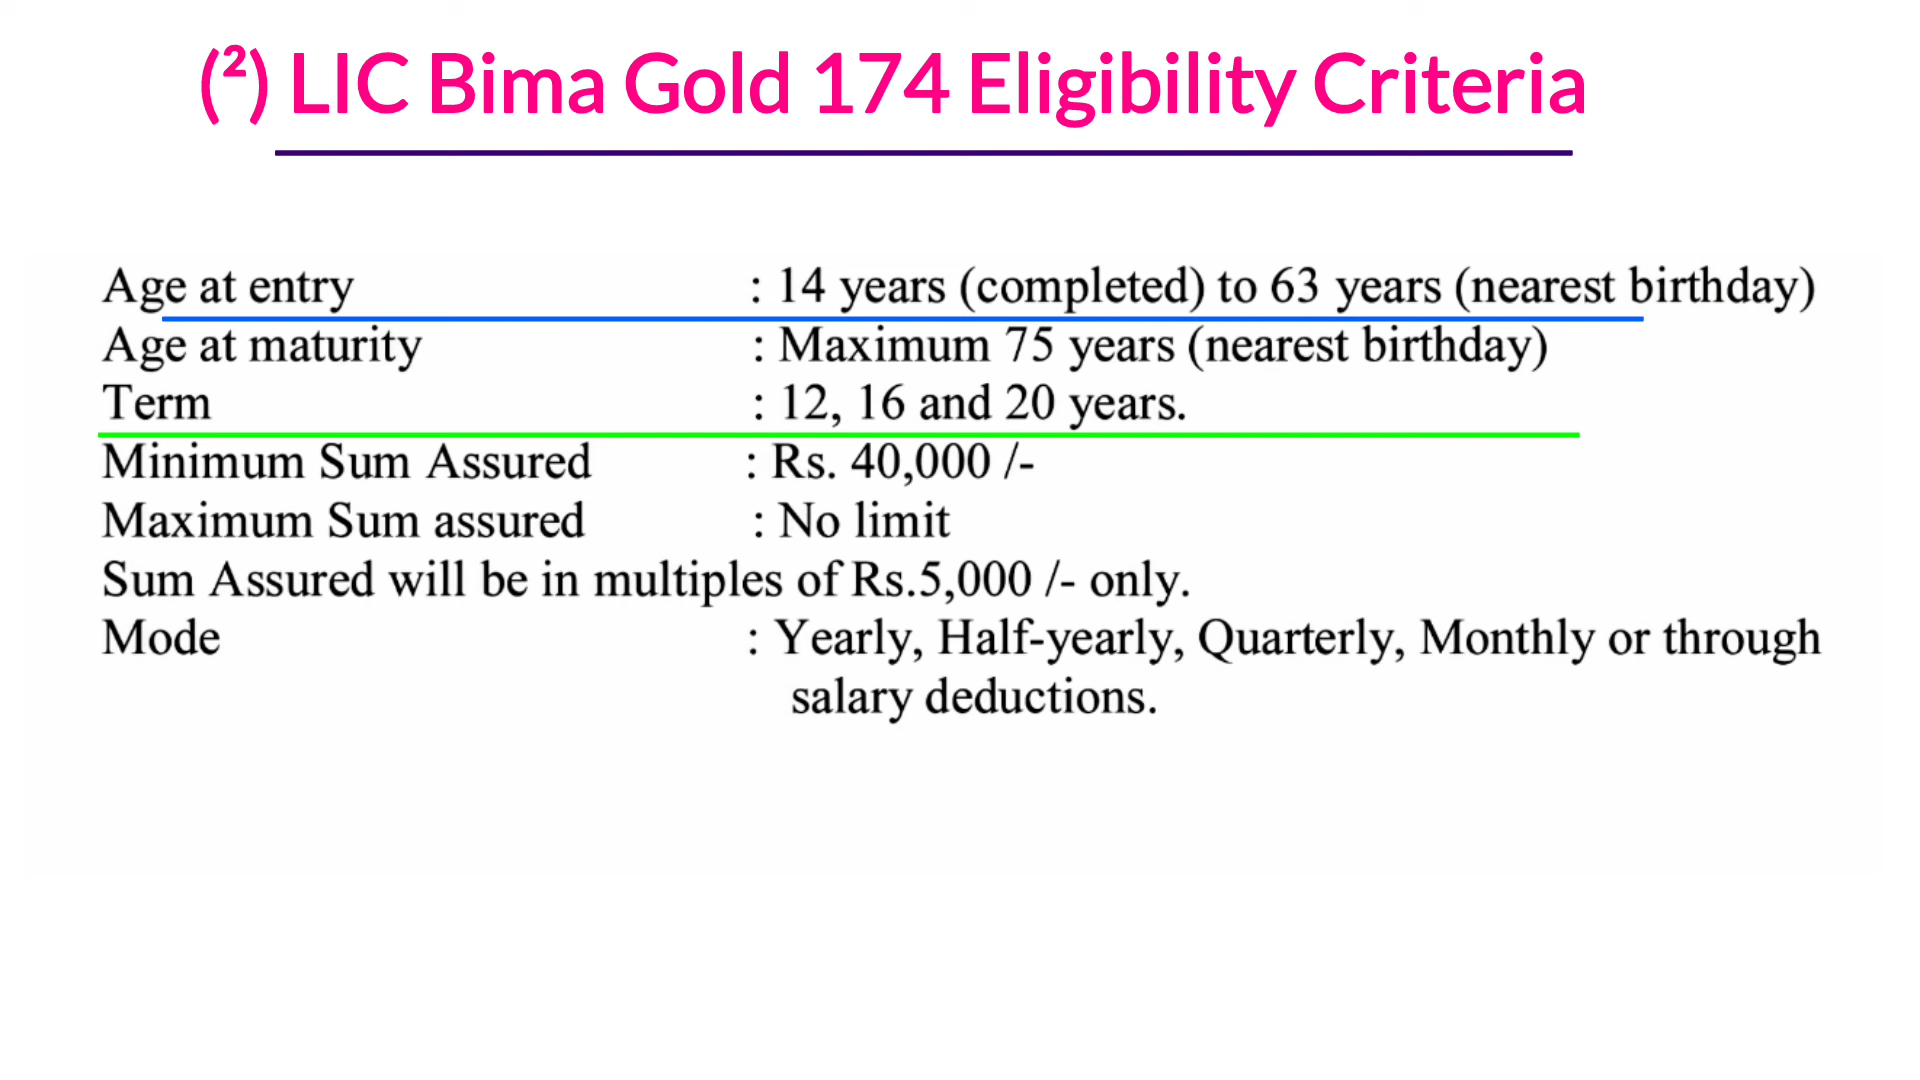 (²) LIC Bima Gold 174 Eligibility Criteria
Age at entry : 14 years (completed) to 63 years (nearest birthday)
Age at maturity : Maximum 75 years (nearest birthday)
Term : 12, 16 and 20 years.
Minimum Sum Assured : Rs. 40,000 /-
Maximum Sum assured : No limit
Sum Assured will be in multiples of Rs.5,000 /- only.
Mode : Yearly, Half-yearly, Quarterly, Monthly or through
salary deductions.